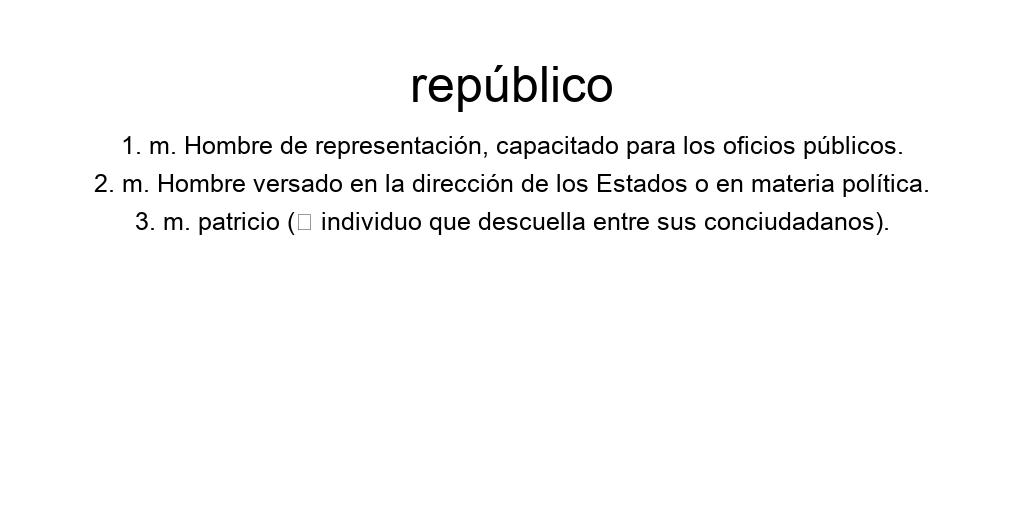 repúblico
1. m. Hombre de representación, capacitado para los oficios públicos.
2. m. Hombre versado en la dirección de los Estados o en materia política.
3. m. patricio (□ individuo que descuella entre sus conciudadanos).